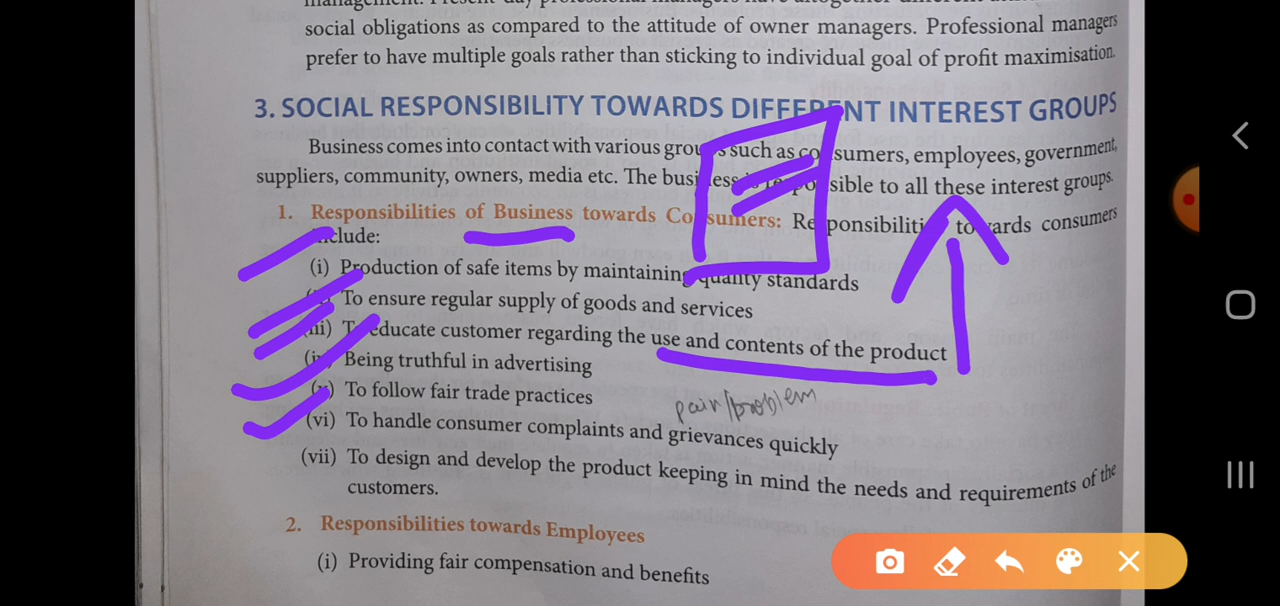 social obligations as compared to the attitude of owner managers. Professional managers
prefer to have multiple goals rather than sticking to individual goal of profit maximisation.
3. SOCIAL RESPONSIBILITY TOWARDS DIFFERENT INTEREST GROUPS
Business comes into contact with various groups such as consumers, employees, government,
suppliers, community, owners, media etc. The business is responsible to all these interest groups.
1. Responsibilities of Business towards Consumers: Responsibilities towards consumers
include:
(i) Production of safe items by maintaining quality standards
To ensure regular supply of goods and services
(iii) To educate customer regarding the use and contents of the product
(iv) Being truthful in advertising
(v) To follow fair trade practices
pain/problem
(vi) To handle consumer complaints and grievances quickly
(vii) To design and develop the product keeping in mind the needs and requirements of the
customers.
2. Responsibilities towards Employees
(i) Providing fair compensation and benefits